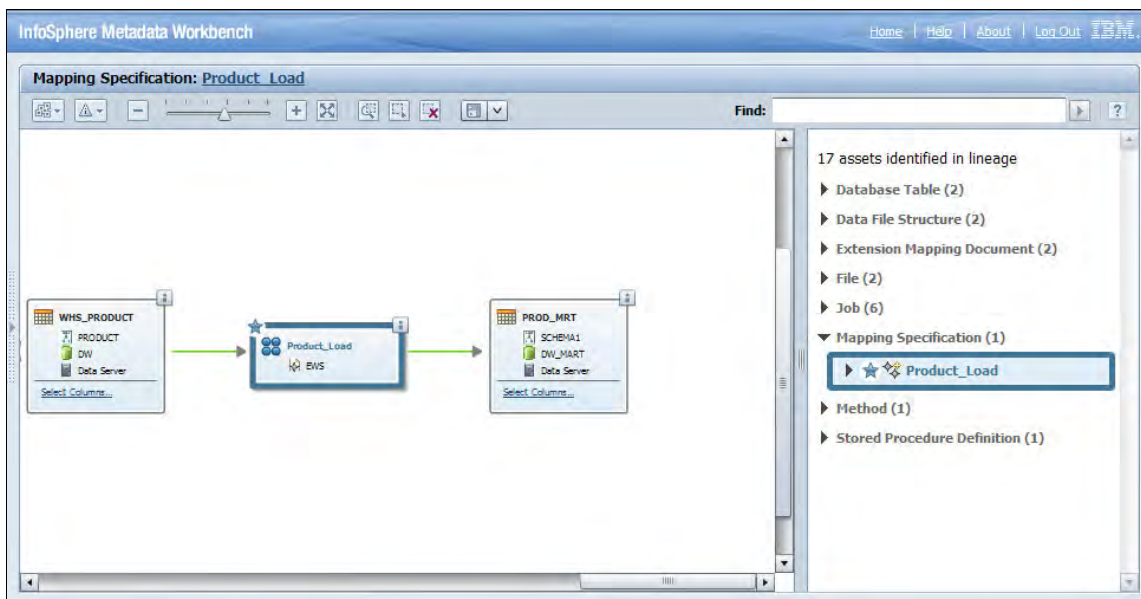 InfoSphere Metadata Workbench
Home | Help | About | Log Out IBM.
Mapping Specification: Product_Load
Find:
?
17 assets identified in lineage
Database Table (2)
Data File Structure (2)
Extension Mapping Document (2)
File (2)
Job (6)
Mapping Specification (1)
Product_Load
Method (1)
Stored Procedure Definition (1)
WHS_PRODUCT
PRODUCT
DW
Data Server
Select Columns...
Product_Load
EWS
PROD_MRT
SCHEMA1
DW_MART
Data Server
Select Columns...